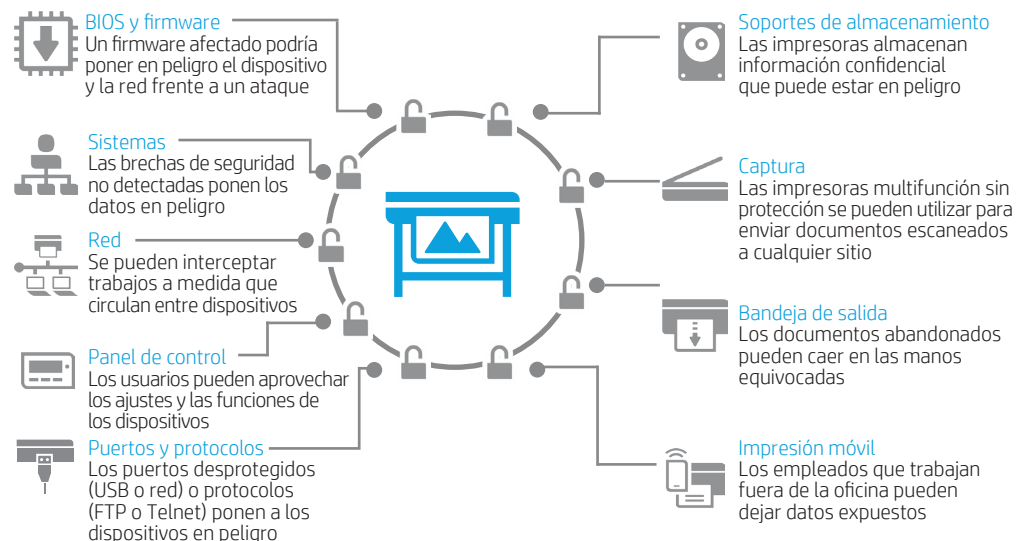 BIOS y firmware
Un firmware afectado podría
poner en peligro el dispositivo
y la red frente a un ataque
Sistemas
Las brechas de seguridad
no detectadas ponen los
datos en peligro
Red
Se pueden interceptar
trabajos a medida que
circulan entre dispositivos
Panel de control
Los usuarios pueden aprovechar
los ajustes y las funciones de
los dispositivos
Puertos y protocolos
Los puertos desprotegidos
(USB o red) o protocolos
(FTP o Telnet) ponen a los
dispositivos en peligro
Soportes de almacenamiento
Las impresoras almacenan
información confidencial
que puede estar en peligro
Captura
Las impresoras multifunción sin
protección se pueden utilizar para
enviar documentos escaneados
a cualquier sitio
Bandeja de salida
Los documentos abandonados
pueden caer en las manos
equivocadas
Impresión móvil
Los empleados que trabajan
fuera de la oficina pueden
dejar datos expuestos